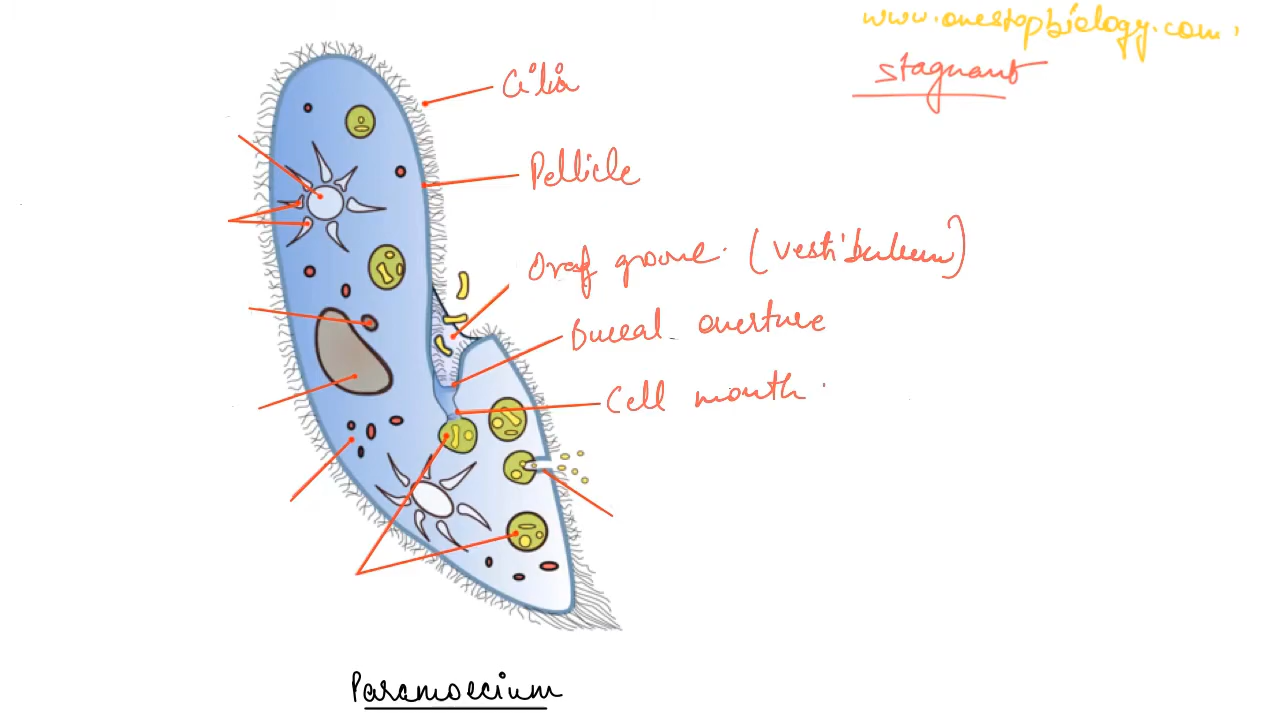 www.onestopbiology.com.
stagnant
Cilia
Pellicle
Oral groove. (Vestibulum)
Buccal overture
Cell mouth.
Paramoecium